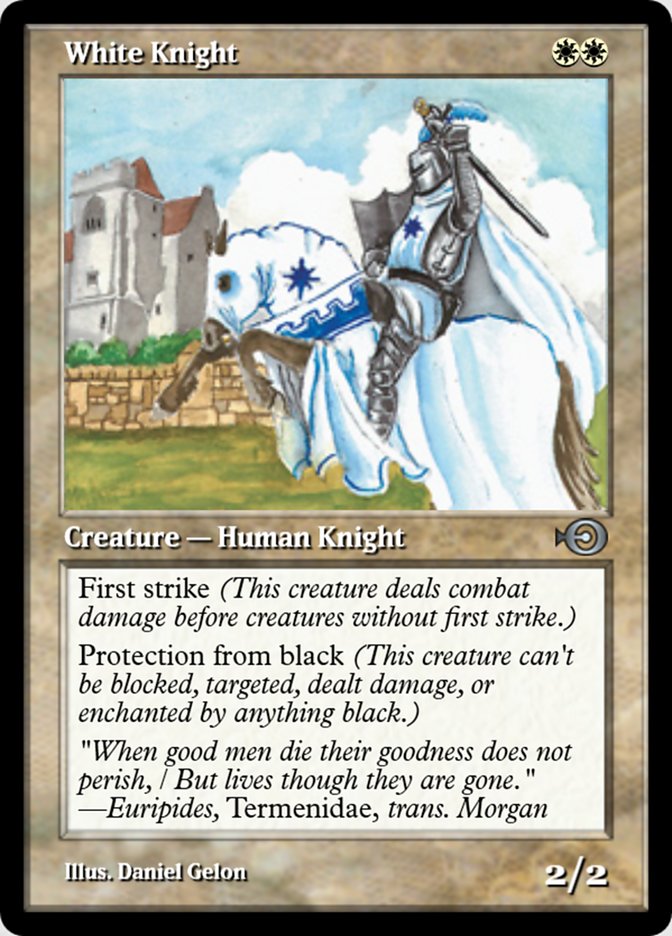 White Knight
Creature — Human Knight
First strike (This creature deals combat
damage before creatures without first strike.)
Protection from black (This creature can't
be blocked, targeted, dealt damage, or
enchanted by anything black.)
"When good men die their goodness does not
perish, / But lives though they are gone."
—Euripides, Termenidae, trans. Morgan
Illus. Daniel Gelon
2/2